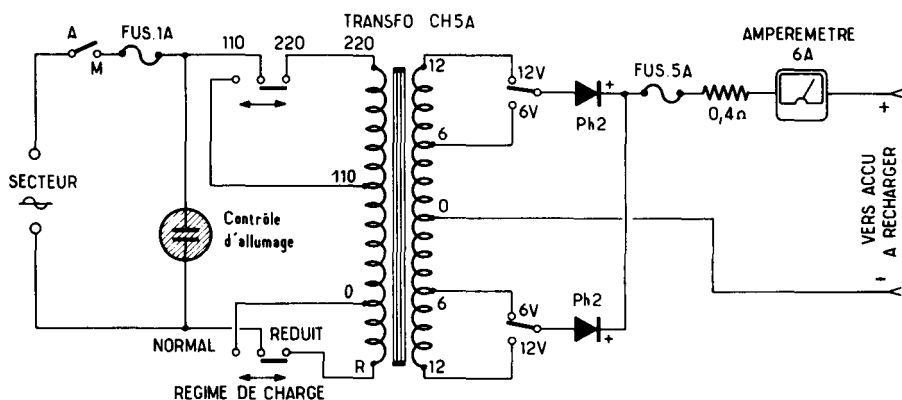 TRANSFO CH5A
AMPEREMETRE
6A
A
M
FUS.1A
110
220
220
12
12V
6V
Ph2
+
FUS.5A
0,4Ω
+
SECTEUR
Contrôle
d'allumage
110
6
0
VERS ACCU
A RECHARGER
-
0
6
6V
12V
Ph2
+
NORMAL
REDUIT
R
12
REGIME DE CHARGE